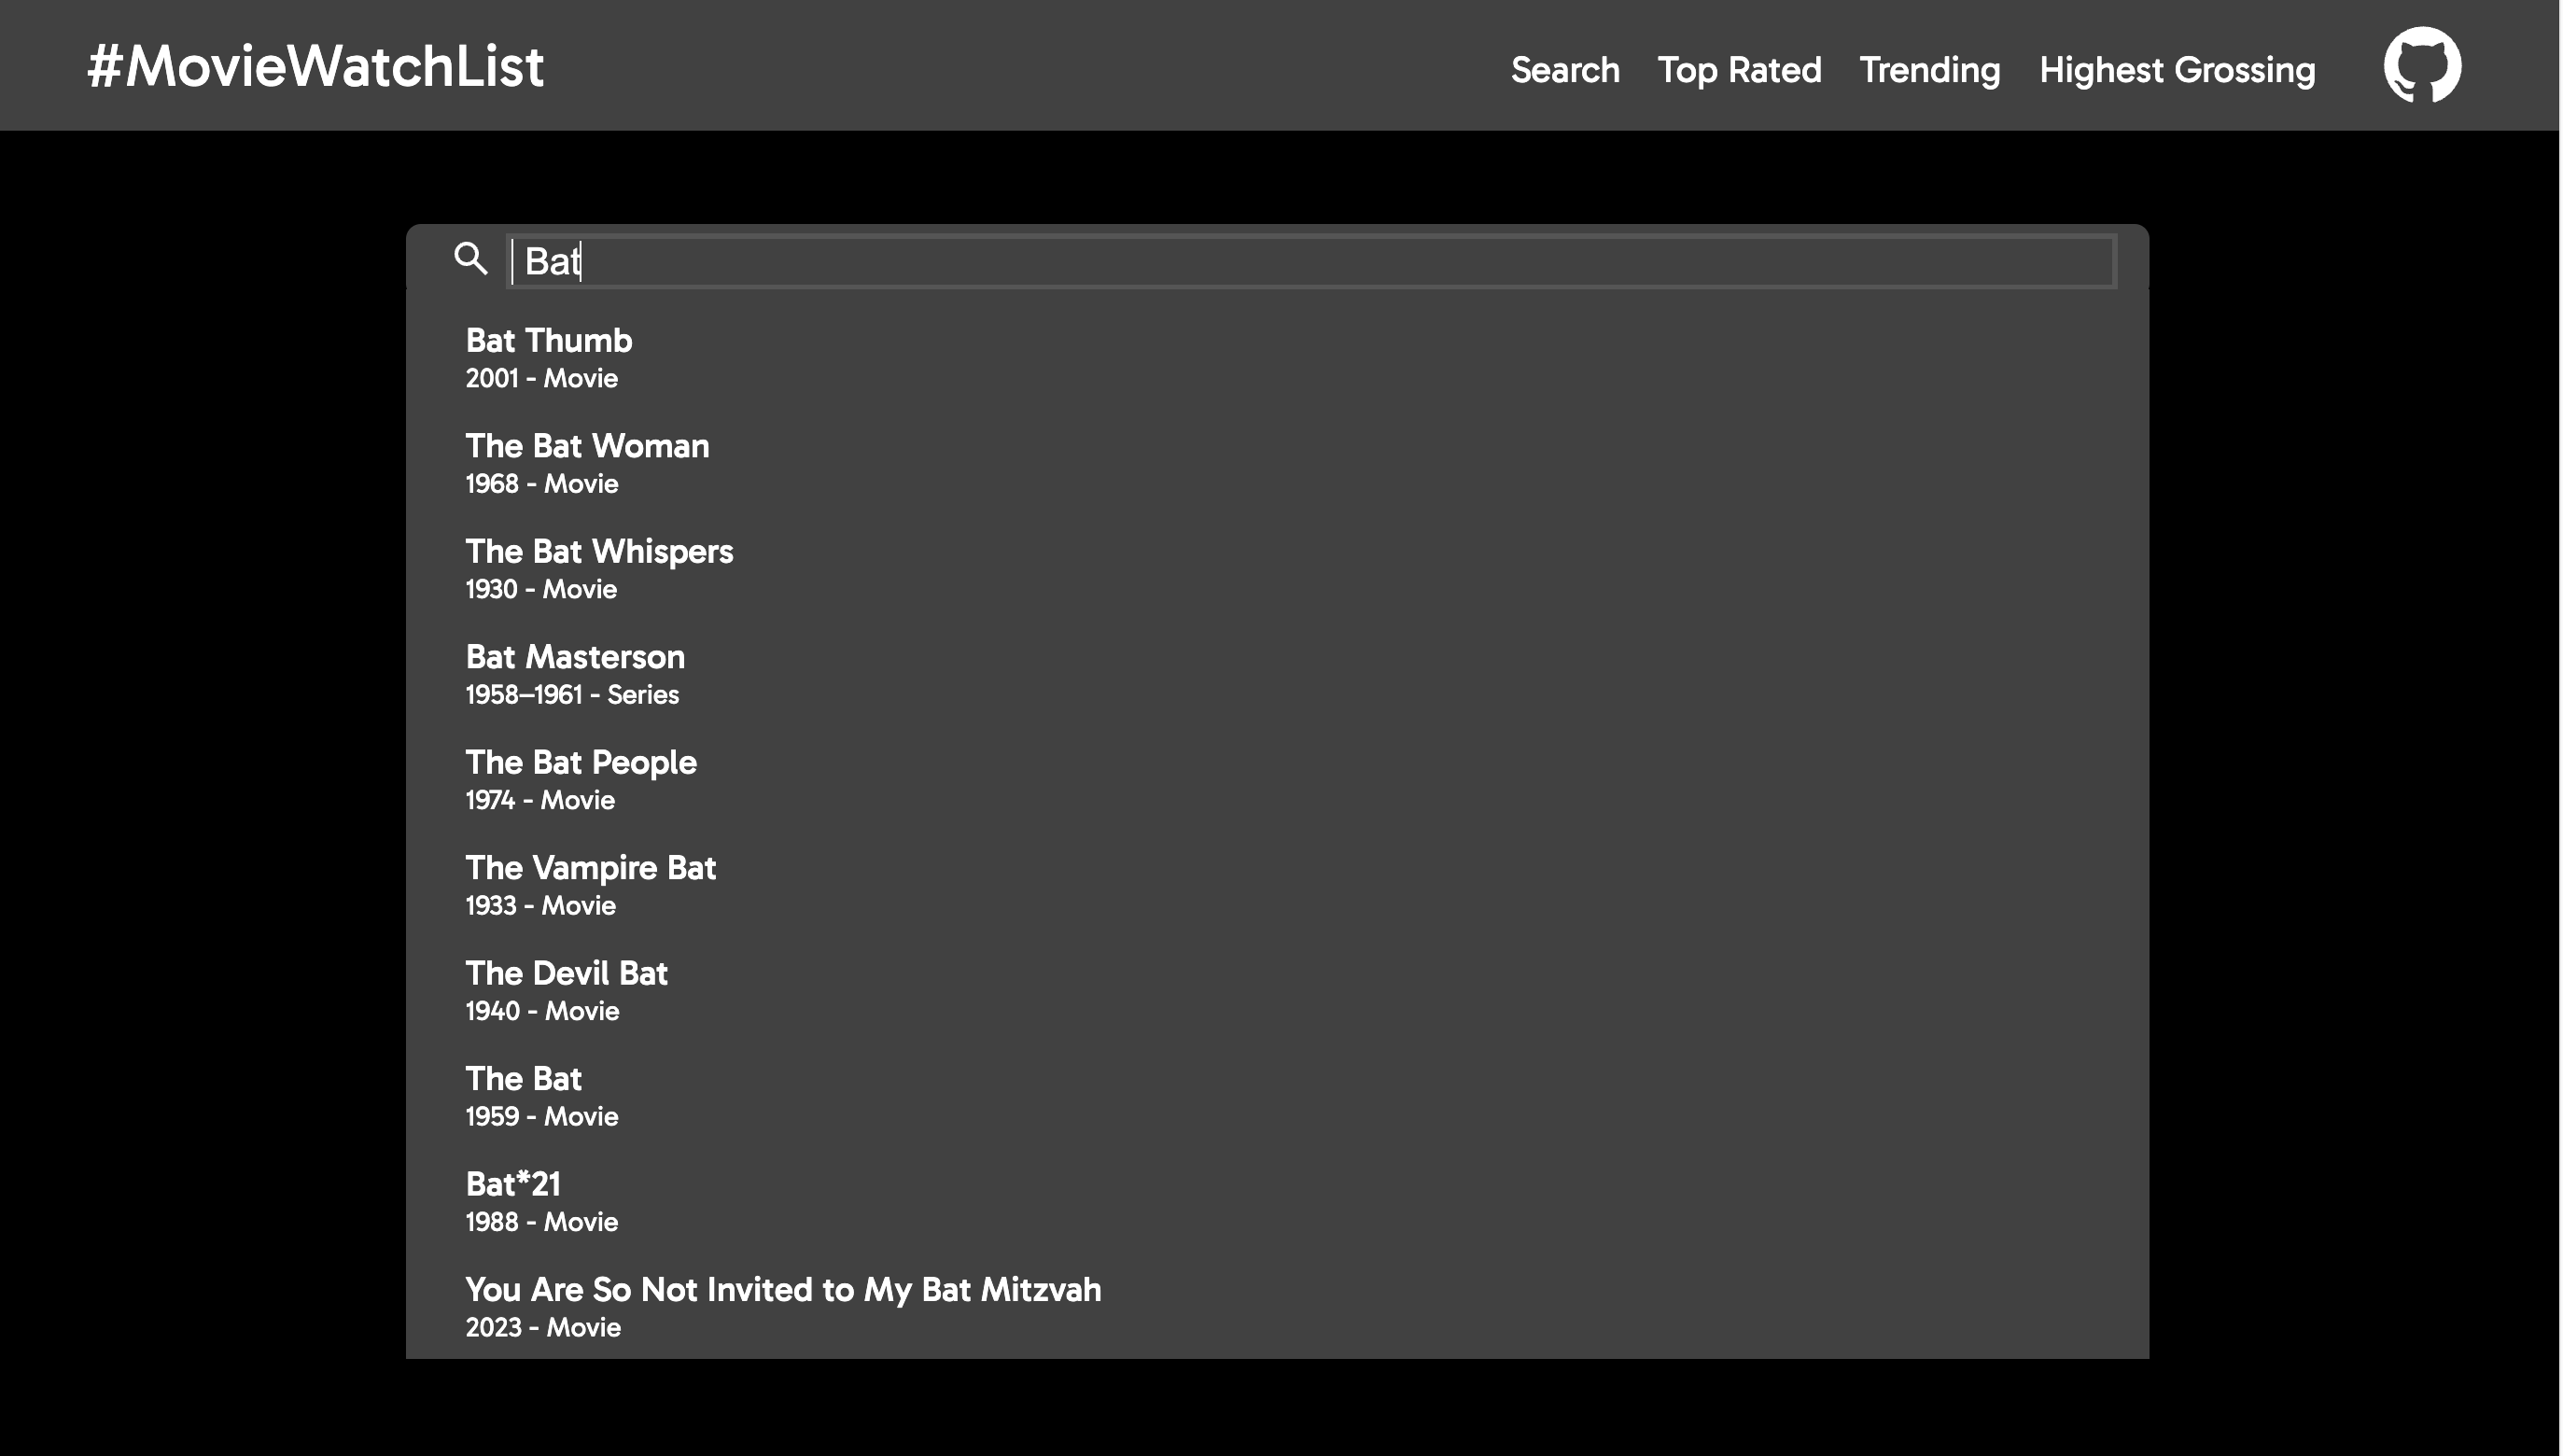 #MovieWatchList
Search Top Rated Trending Highest Grossing
Bat
Bat Thumb
2001 - Movie
The Bat Woman
1968 - Movie
The Bat Whispers
1930 - Movie
Bat Masterson
1958–1961 - Series
The Bat People
1974 - Movie
The Vampire Bat
1933 - Movie
The Devil Bat
1940 - Movie
The Bat
1959 - Movie
Bat*21
1988 - Movie
You Are So Not Invited to My Bat Mitzvah
2023 - Movie